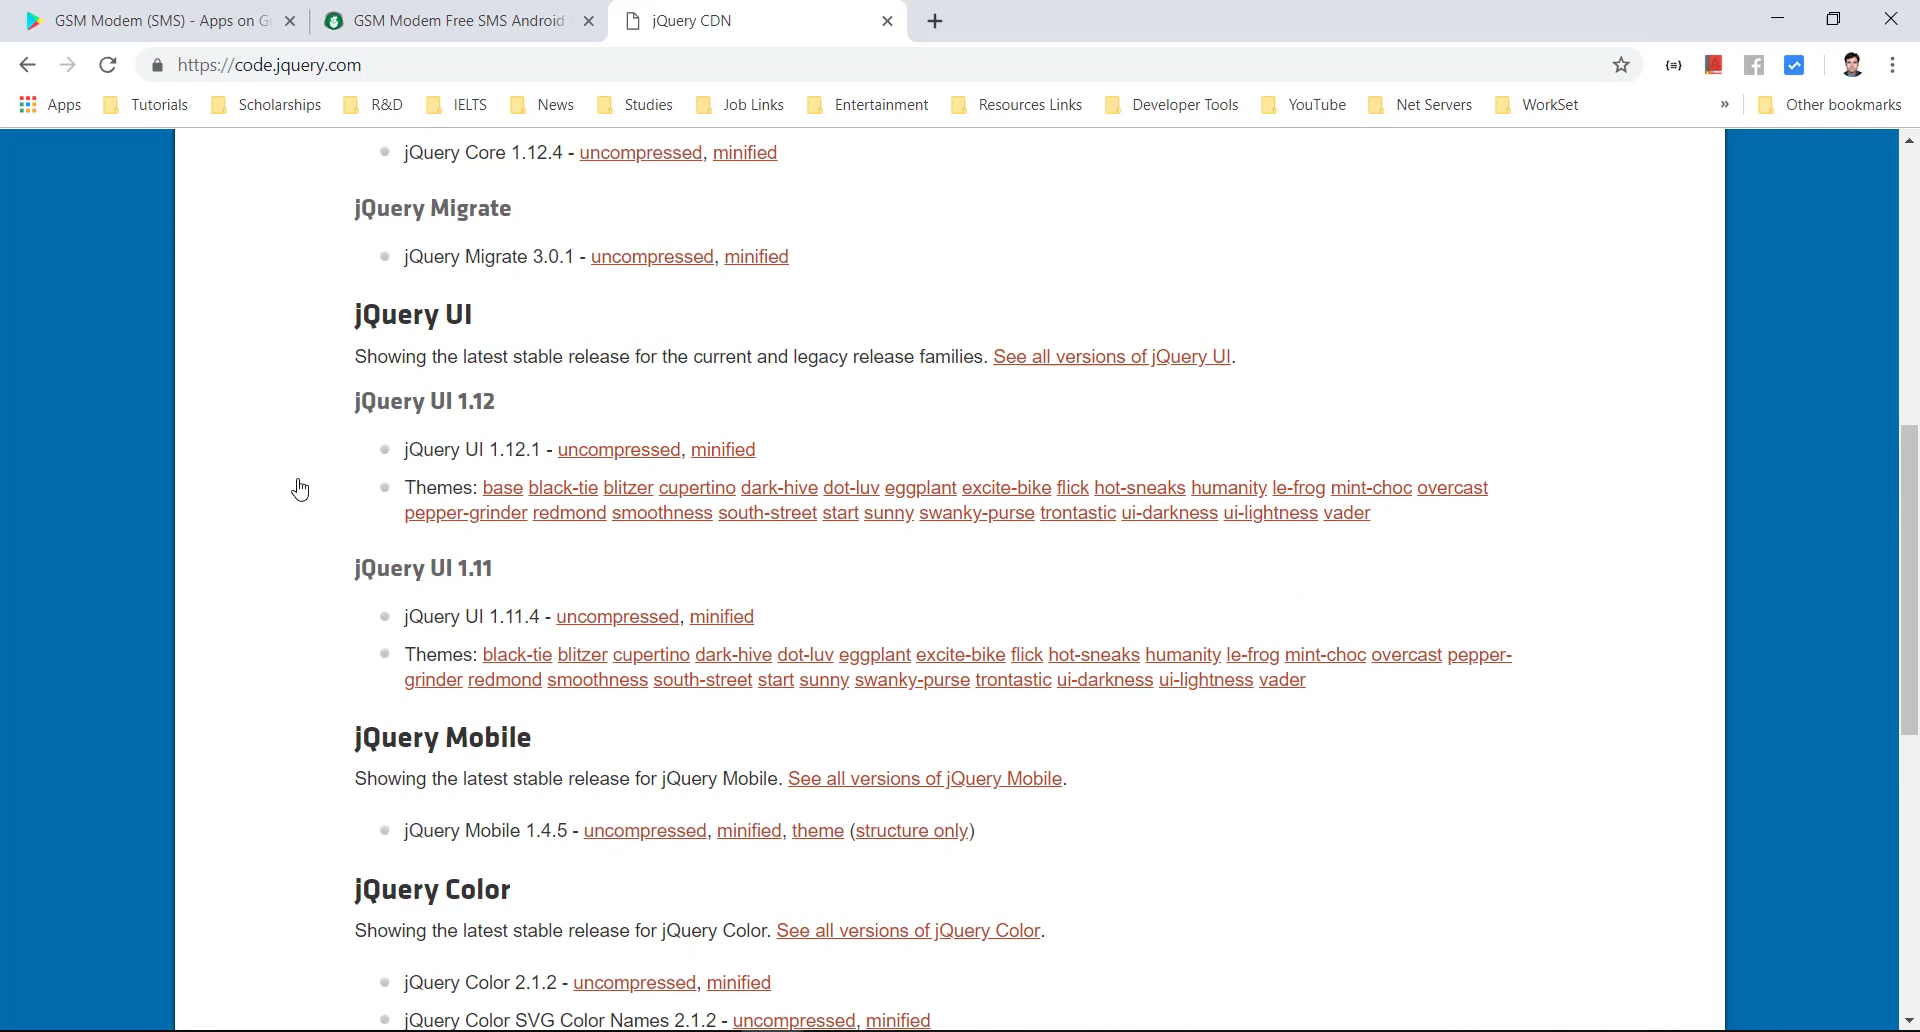 GSM Modem (SMS) - Apps on G
GSM Modem Free SMS Android
jQuery CDN
https://code.jquery.com
Apps Tutorials Scholarships R&D IELTS News Studies Job Links Entertainment Resources Links Developer Tools YouTube Net Servers WorkSet » Other bookmarks
jQuery Core 1.12.4 - uncompressed, minified
jQuery Migrate
jQuery Migrate 3.0.1 - uncompressed, minified
jQuery UI
Showing the latest stable release for the current and legacy release families. See all versions of jQuery UI.
jQuery UI 1.12
jQuery UI 1.12.1 - uncompressed, minified
Themes: base black-tie blitzer cupertino dark-hive dot-luv eggplant excite-bike flick hot-sneaks humanity le-frog mint-choc overcast
pepper-grinder redmond smoothness south-street start sunny swanky-purse trontastic ui-darkness ui-lightness vader
jQuery UI 1.11
jQuery UI 1.11.4 - uncompressed, minified
Themes: black-tie blitzer cupertino dark-hive dot-luv eggplant excite-bike flick hot-sneaks humanity le-frog mint-choc overcast pepper-
grinder redmond smoothness south-street start sunny swanky-purse trontastic ui-darkness ui-lightness vader
jQuery Mobile
Showing the latest stable release for jQuery Mobile. See all versions of jQuery Mobile.
jQuery Mobile 1.4.5 - uncompressed, minified, theme (structure only)
jQuery Color
Showing the latest stable release for jQuery Color. See all versions of jQuery Color.
jQuery Color 2.1.2 - uncompressed, minified
jQuery Color SVG Color Names 2.1.2 - uncompressed, minified